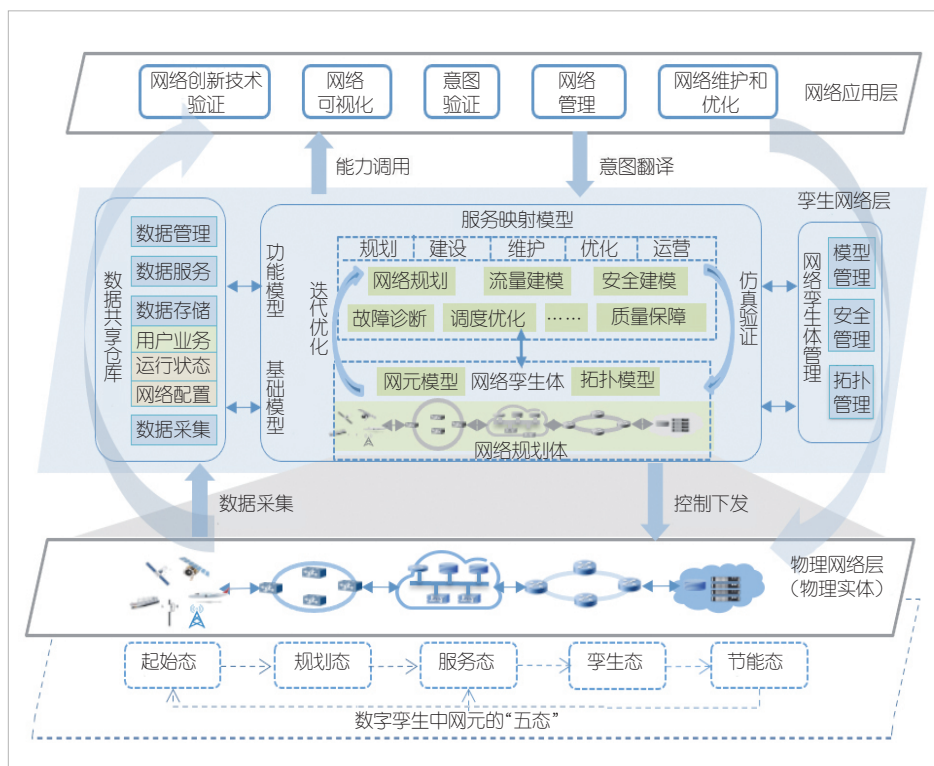 网络创新技术
验证
网络
可视化
意图
验证
网络
管理
网络维护和
优化
网络应用层
能力调用
意图翻译
孪生网络层
数据共享仓库
数据管理
数据服务
数据存储
用户业务
运行状态
网络配置
数据采集
功能模型
基础模型
服务映射模型
规划
建设
维护
优化
运营
迭代优化
网络规划
流量建模
安全建模
故障诊断
调度优化
……
质量保障
仿真验证
网元模型
网络孪生体
拓扑模型
网络规划体
网络孪生体管理
模型
管理
安全
管理
拓扑
管理
数据采集
控制下发
物理网络层
（物理实体）
起始态
规划态
服务态
孪生态
节能态
数字孪生中网元的“五态”